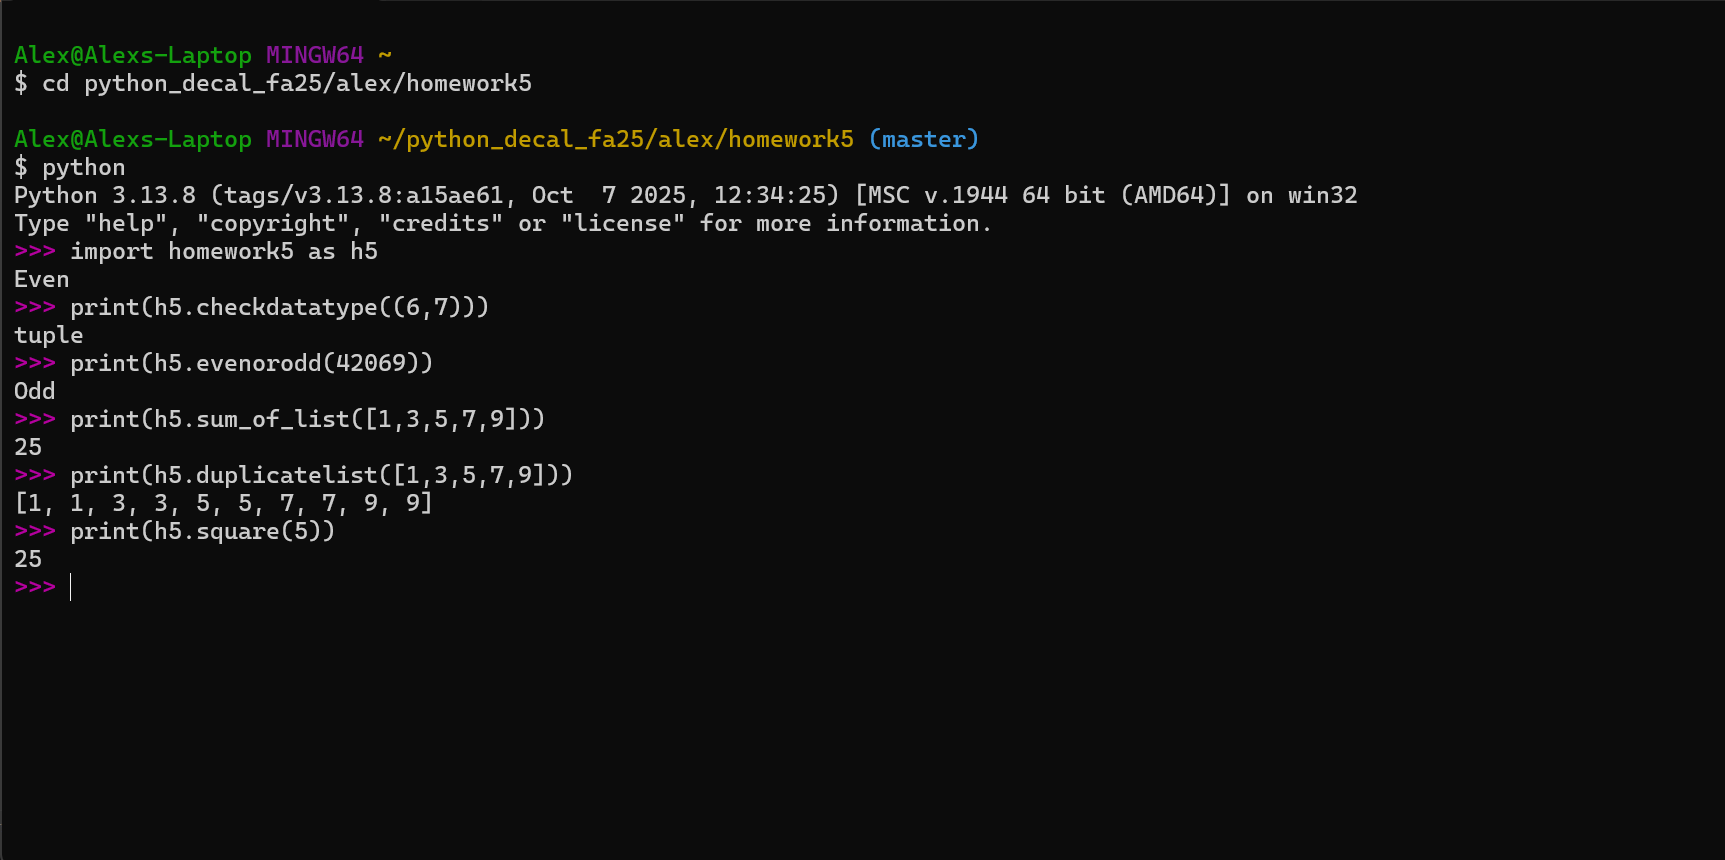 Alex@Alexs-Laptop MINGW64 ~
$ cd python_decal_fa25/alex/homework5
Alex@Alexs-Laptop MINGW64 ~/python_decal_fa25/alex/homework5 (master)
$ python
Python 3.13.8 (tags/v3.13.8:a15ae61, Oct  7 2025, 12:34:25) [MSC v.1944 64 bit (AMD64)] on win32
Type "help", "copyright", "credits" or "license" for more information.
>>> import homework5 as h5
Even
>>> print(h5.checkdatatype((6,7)))
tuple
>>> print(h5.evenorodd(42069))
Odd
>>> print(h5.sum_of_list([1,3,5,7,9]))
25
>>> print(h5.duplicatelist([1,3,5,7,9]))
[1, 1, 3, 3, 5, 5, 7, 7, 9, 9]
>>> print(h5.square(5))
25
>>>